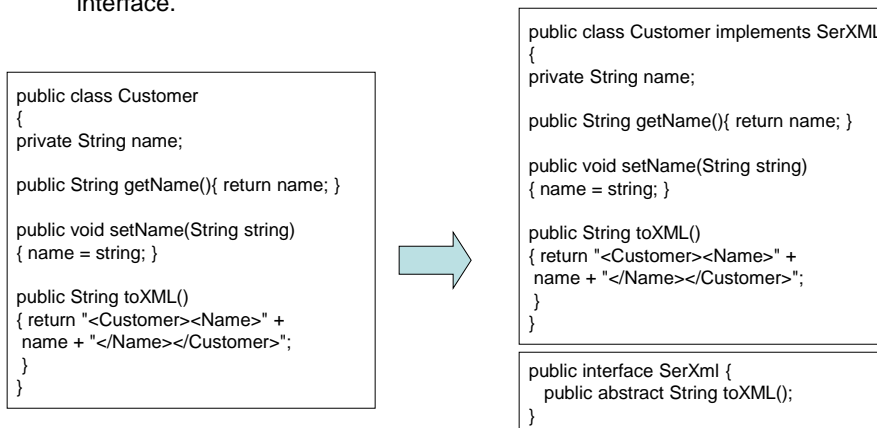 interface.
public class Customer
{
private String name;
public String getName(){ return name; }
public void setName(String string)
{ name = string; }
public String toXML()
{ return "<Customer><Name>" +
name + "</Name></Customer>";
}
}
public class Customer implements SerXML
{
private String name;
public String getName(){ return name; }
public void setName(String string)
{ name = string; }
public String toXML()
{ return "<Customer><Name>" +
name + "</Name></Customer>";
}
}
public interface SerXml {
public abstract String toXML();
}